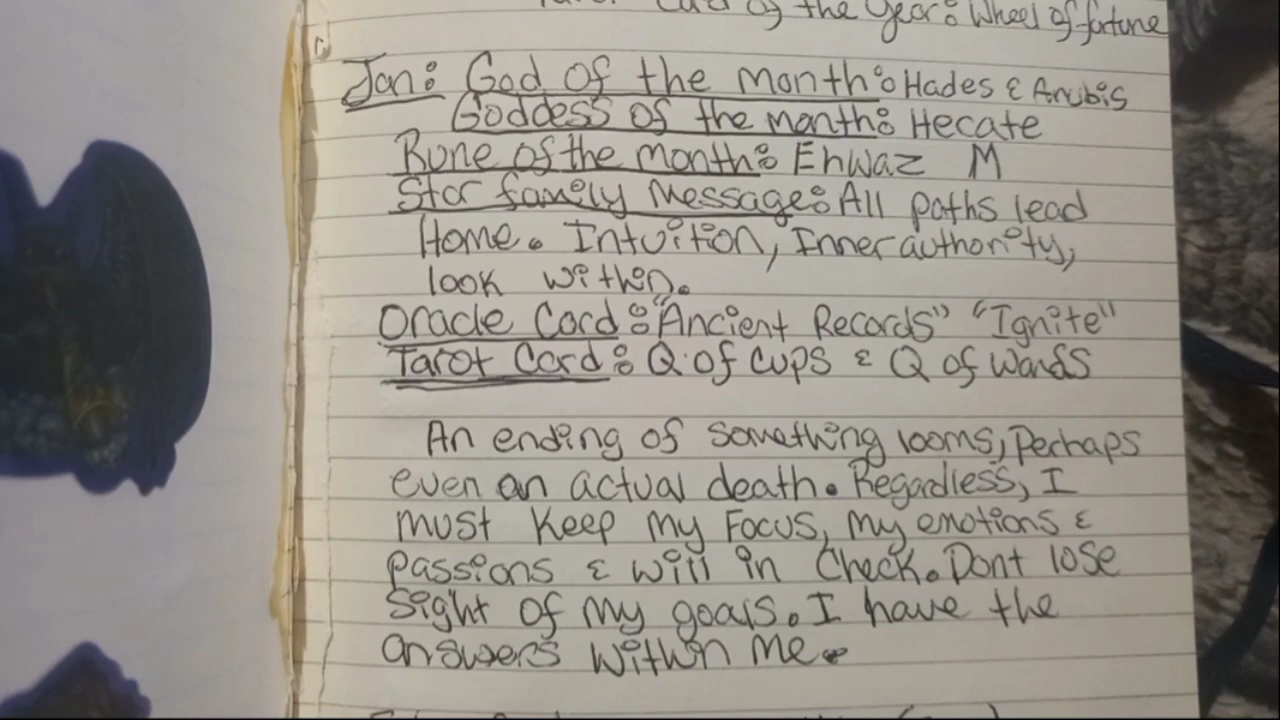 Card of the Year: Wheel of fortune
Jan: God of the month: Hades & Anubis
Goddess of the month: Hecate
Rune of the month: Ehwaz M
Star family Message: All paths lead
Home. Intuition, Inner authority,
look within.
Oracle Card: "Ancient Records" "Ignite"
Tarot Card: Q. of Cups & Q of Wands
An ending of something looms, Perhaps
even an actual death. Regardless, I
must keep my Focus, my emotions &
passions & will in check. Dont lose
sight of my goals. I have the
answers within me.